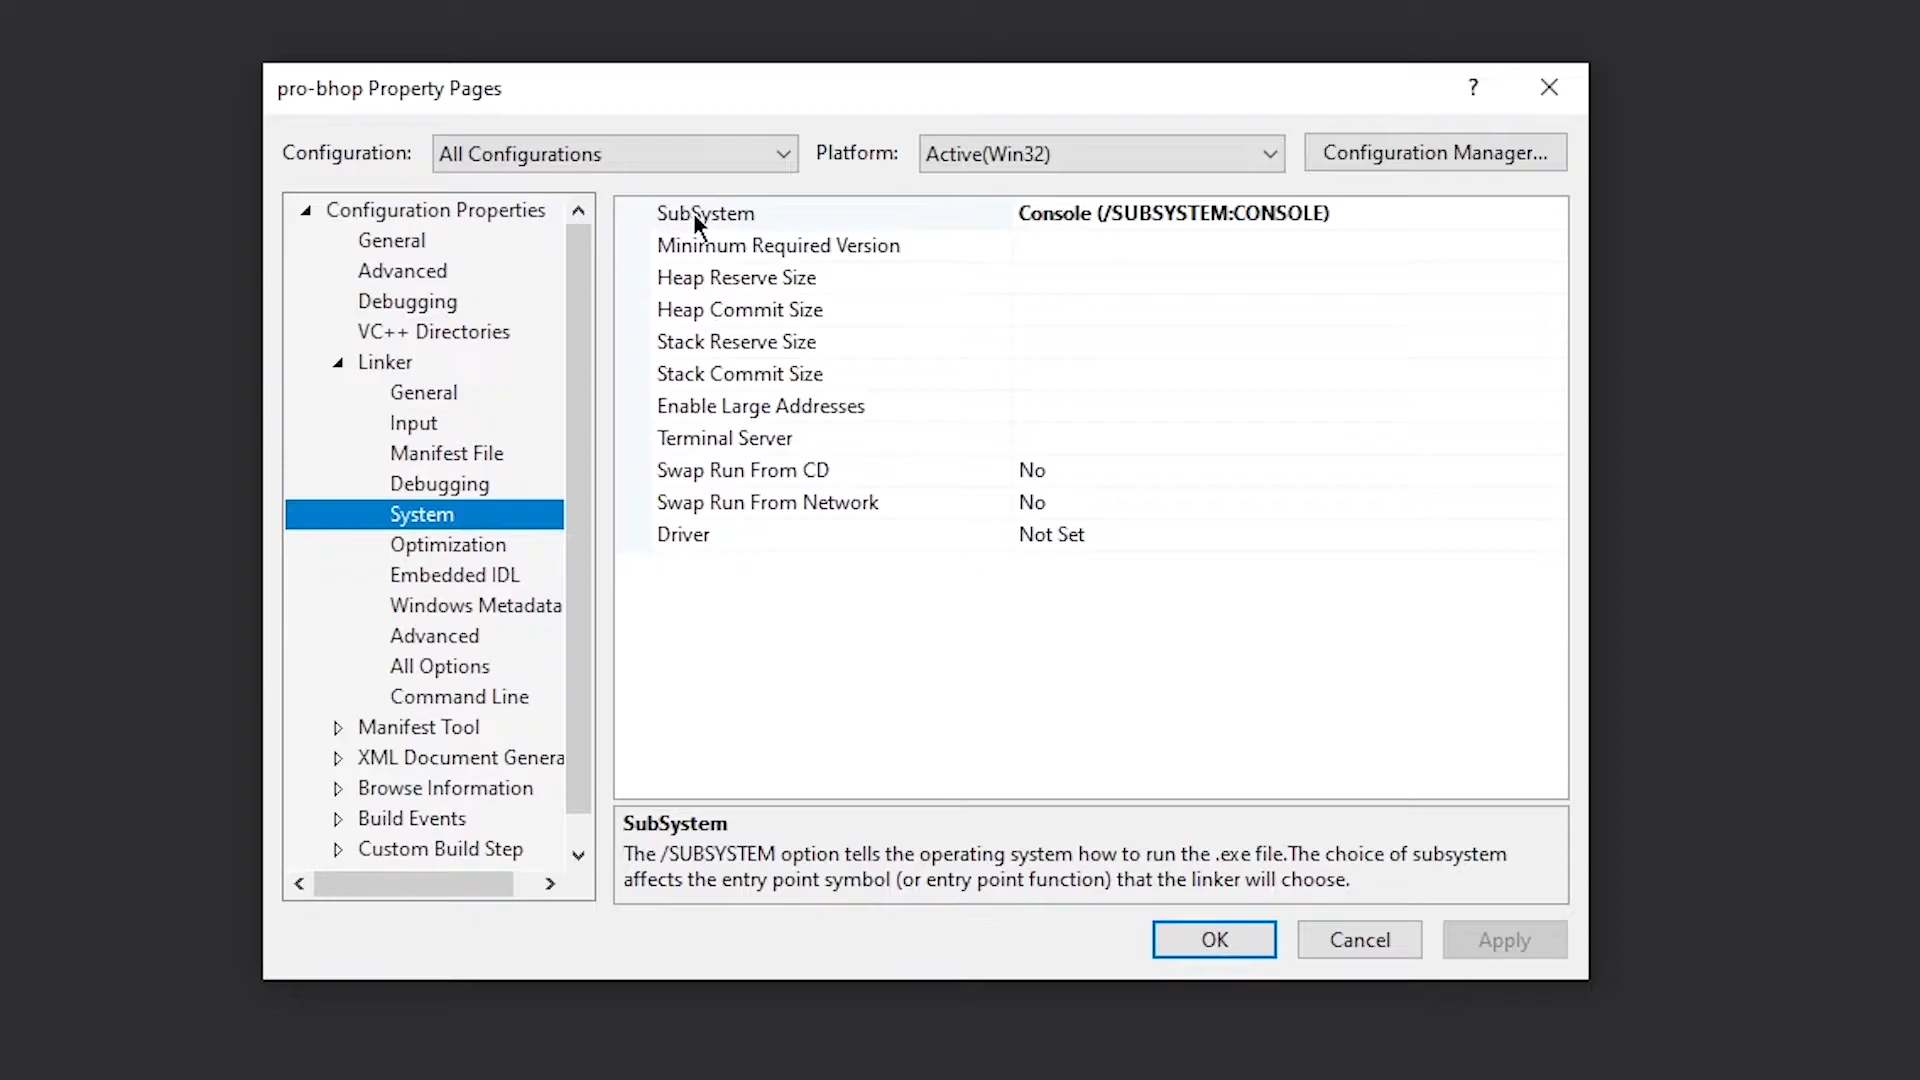 pro-bhop Property Pages
?
Configuration: All Configurations Platform: Active(Win32) Configuration Manager...
Configuration Properties
General
Advanced
Debugging
VC++ Directories
Linker
General
Input
Manifest File
Debugging
System
Optimization
Embedded IDL
Windows Metadata
Advanced
All Options
Command Line
Manifest Tool
XML Document Genera
Browse Information
Build Events
Custom Build Step
SubSystem Console (/SUBSYSTEM:CONSOLE)
Minimum Required Version
Heap Reserve Size
Heap Commit Size
Stack Reserve Size
Stack Commit Size
Enable Large Addresses
Terminal Server
Swap Run From CD No
Swap Run From Network No
Driver Not Set
SubSystem
The /SUBSYSTEM option tells the operating system how to run the .exe file.The choice of subsystem
affects the entry point symbol (or entry point function) that the linker will choose.
OK Cancel Apply